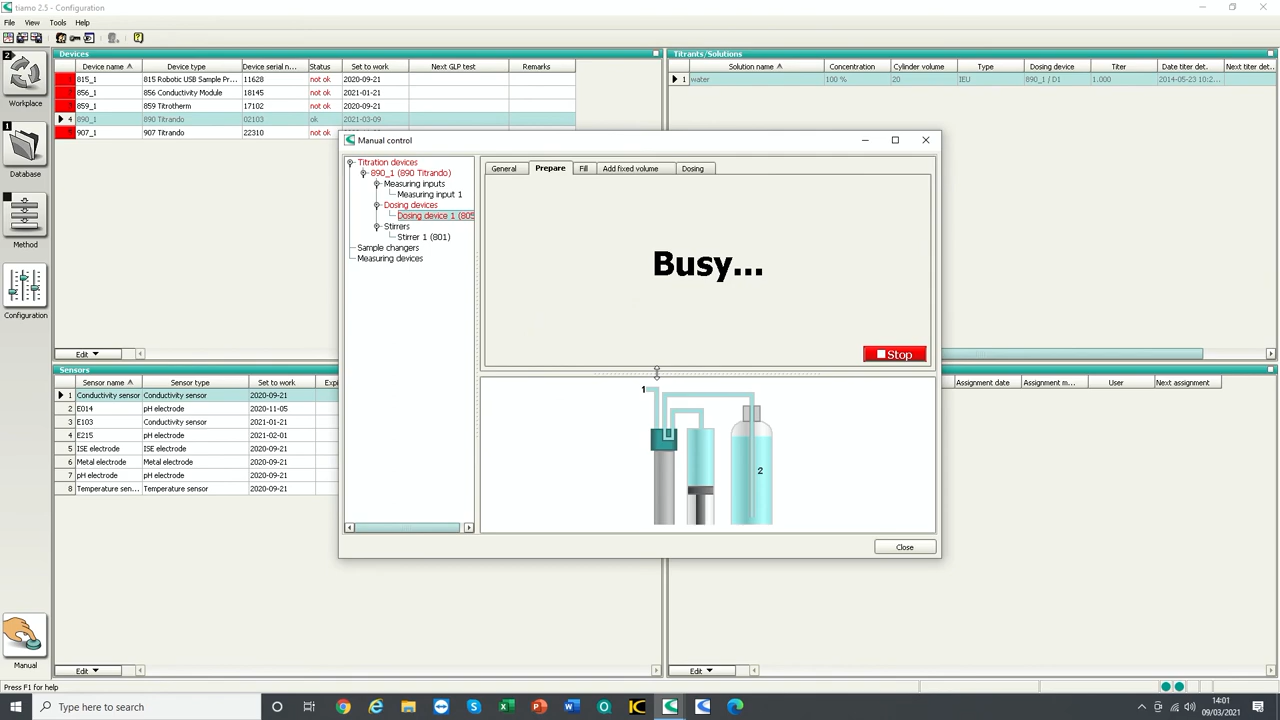 tiamo 2.5 - Configuration
File View Tools Help
Workplace
Database
Method
Configuration
Manual
Devices
Device name Device type Device serial n... Status Set to work Next GLP test Remarks
815_1 815 Robotic USB Sample Pr... 11628 not ok 2020-09-21
856_1 856 Conductivity Module 18145 not ok 2021-01-21
859_1 859 Titrotherm 17102 not ok 2020-09-21
4 890_1 890 Titrando 02103 ok 2021-03-09
907_1 907 Titrando 22310 not ok
Edit
Titrants/Solutions
Solution name Concentration Cylinder volume Type Dosing device Titer Date titer det. Next titer det..
1 water 100 % 20 IEU 890_1 / D1 1.000 2014-05-23 10:2...
Manual control
Titration devices
890_1 (890 Titrando)
Measuring inputs
Measuring input 1
Dosing devices
Dosing device 1 (805
Stirrers
Stirrer 1 (801)
Sample changers
Measuring devices
General Prepare Fill Add fixed volume Dosing
Busy...
Stop
1
2
Close
Sensors
Sensor name Sensor type Set to work Expi
1 Conductivity sensor Conductivity sensor 2020-09-21
2 E014 pH electrode 2020-11-05
3 E103 Conductivity sensor 2021-02-01
4 E215 pH electrode 2021-02-01
5 ISE electrode ISE electrode 2020-09-21
6 Metal electrode Metal electrode 2020-09-21
7 pH electrode pH electrode 2020-09-21
8 Temperature sen... Temperature sensor 2020-09-21
Edit
Assignment date Assignment m... User Next assignment
Edit
Press F1 for help
Type here to search
14:01
09/03/2021